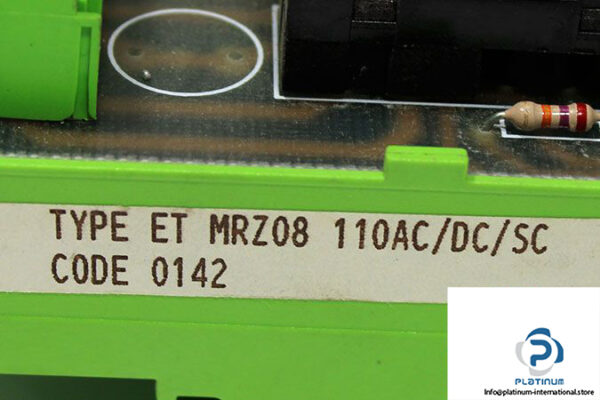 TYPE ET MRZ08 110AC/DC/SC
CODE 0142
PLATINUM
Info@platinum-international.store